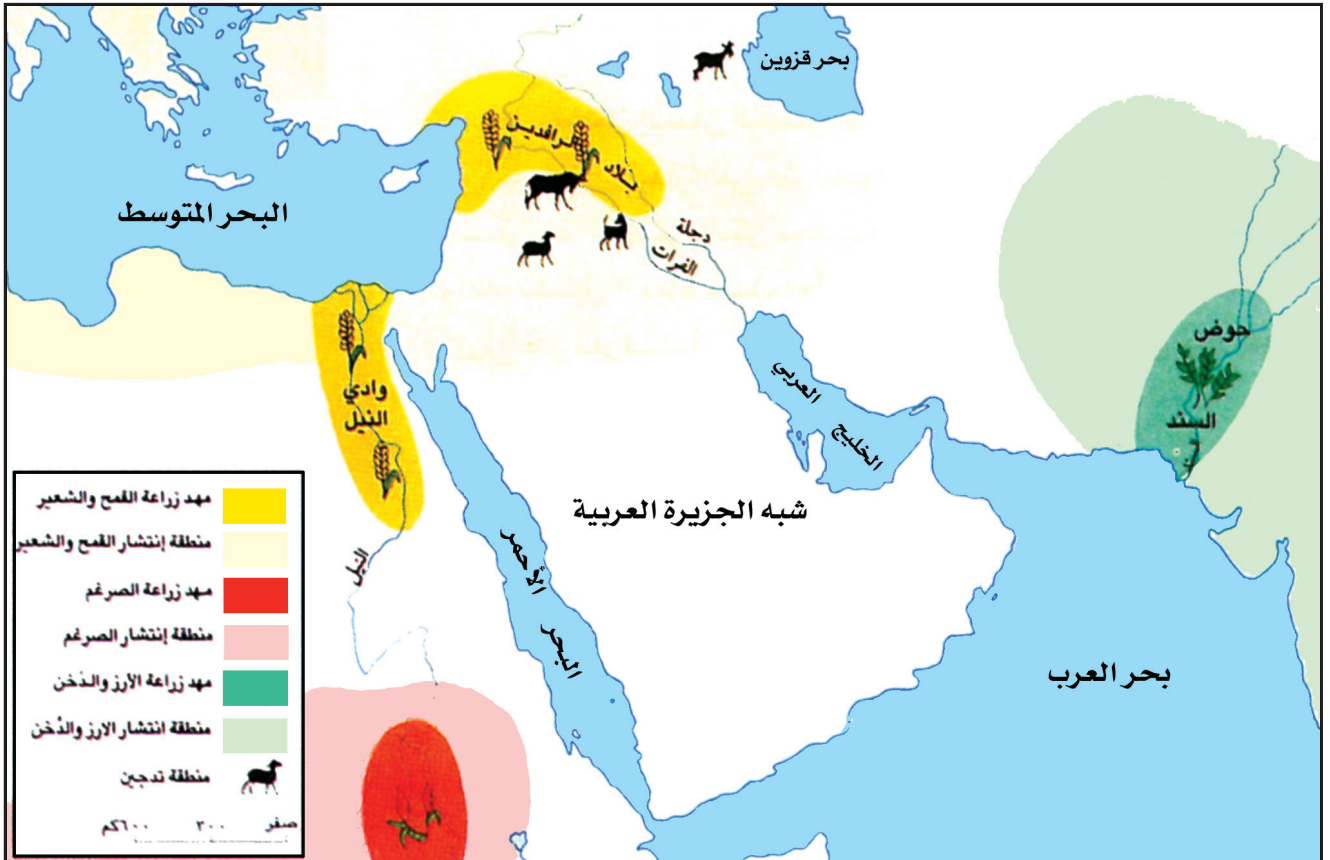 بحر قزوين
بلاد الرافدين
البحر المتوسط
دجلة
الفرات
حوض
السند
وادي
النيل
الخليج
العربي
شبه الجزيرة العربية
النيل
البحر
الأحمر
بحر العرب
مهد زراعة القمح والشعير
منطقة إنتشار القمح والشعير
مهد زراعة الصرغم
منطقة إنتشار الصرغم
مهد زراعة الأرز والدُخن
منطقة انتشار الارز والدُخن
منطقة تدجين
صفر ٣٠٠ ٦٠٠كم